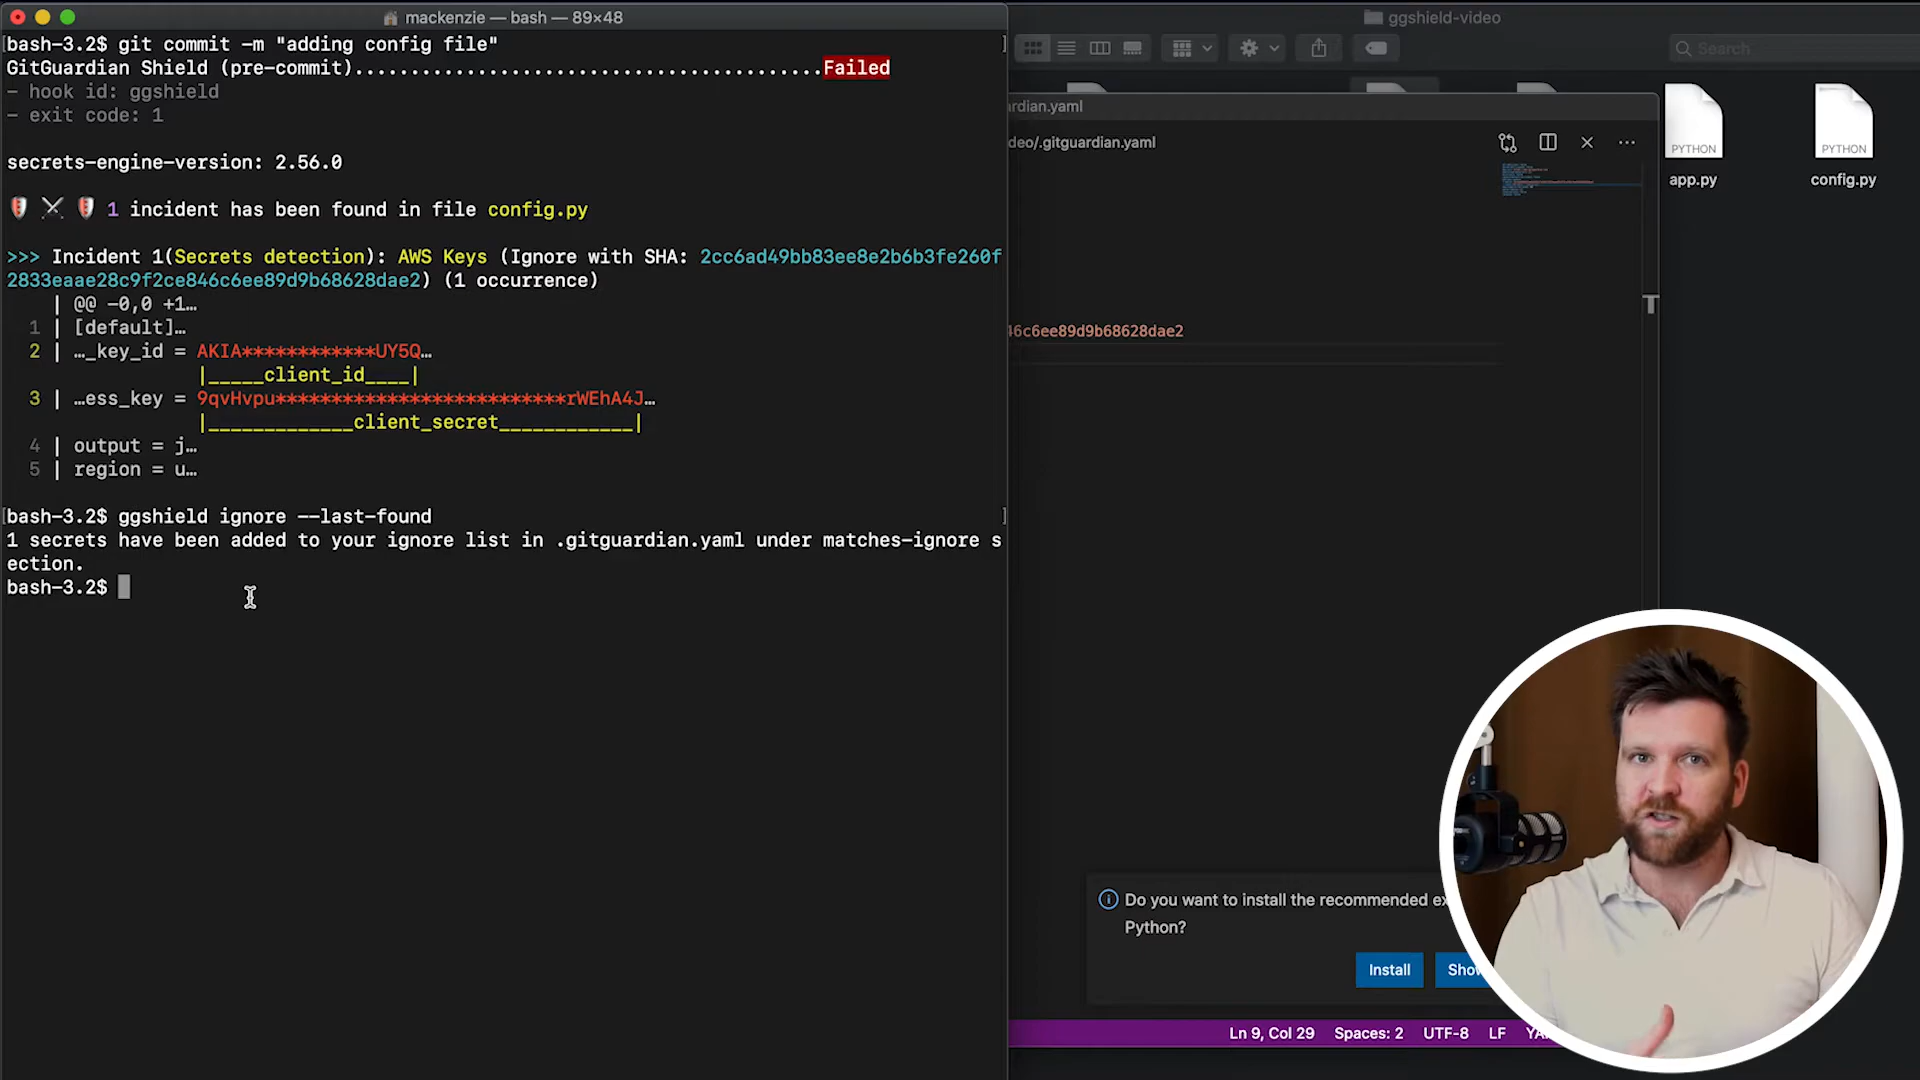 mackenzie — bash — 89×48
[bash-3.2$ git commit -m "adding config file" ]
GitGuardian Shield (pre-commit)..........................................Failed
- hook id: ggshield
- exit code: 1
secrets-engine-version: 2.56.0
1 incident has been found in file config.py
>>> Incident 1(Secrets detection): AWS Keys (Ignore with SHA: 2cc6ad49bb83ee8e2b6b3fe260f
2833eaae28c9f2ce846c6ee89d9b68628dae2) (1 occurrence)
| @@ -0,0 +1…
1 | [default]…
2 | …_key_id = AKIA************UY5Q…
|_____client_id____|
3 | …ess_key = 9qvHvpu**************************rWEhA4J…
|_____________client_secret____________|
4 | output = j…
5 | region = u…
[bash-3.2$ ggshield ignore --last-found ]
1 secrets have been added to your ignore list in .gitguardian.yaml under matches-ignore s
ection.
bash-3.2$
ggshield-video
Search
rdian.yaml
deo/.gitguardian.yaml
PYTHON
app.py
PYTHON
config.py
46c6ee89d9b68628dae2
T
Do you want to install the recommended ex
Python?
Install
Show
Ln 9, Col 29
Spaces: 2
UTF-8
LF
YA